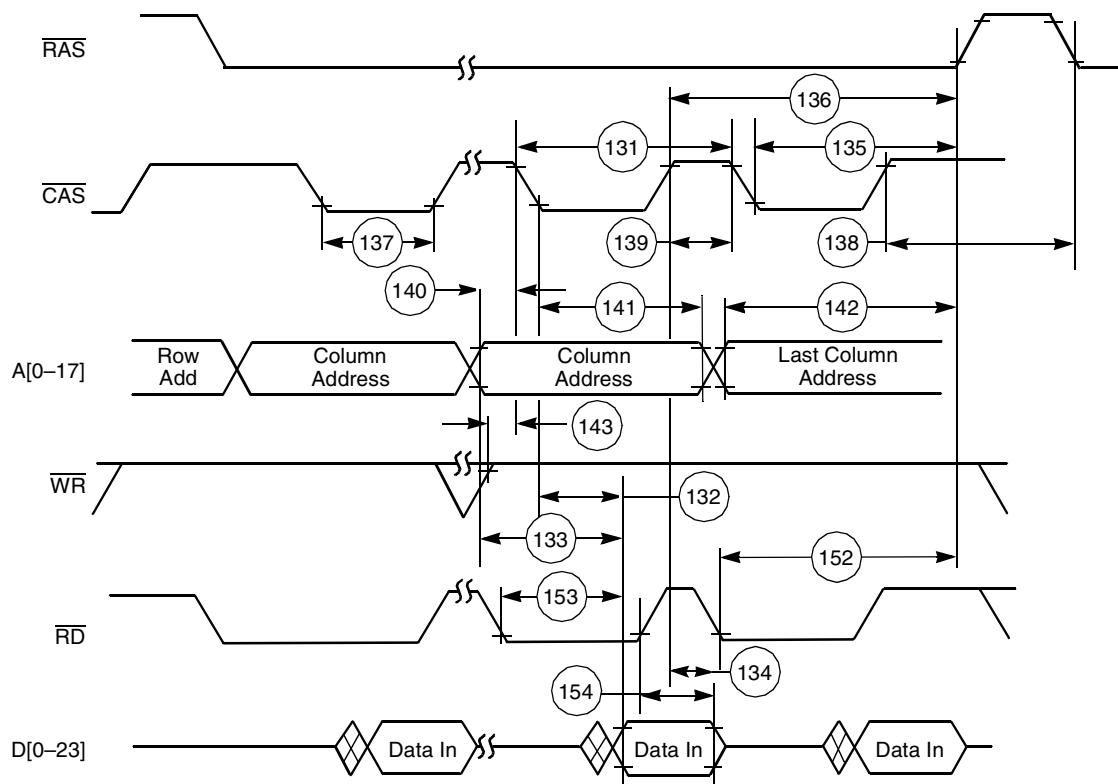 RAS
136
131
135
CAS
137
139
138
140
141
142
A[0–17]
Row
Add
Column
Address
Column
Address
Last Column
Address
143
WR
132
133
152
153
RD
134
154
D[0–23]
Data In
Data In
Data In